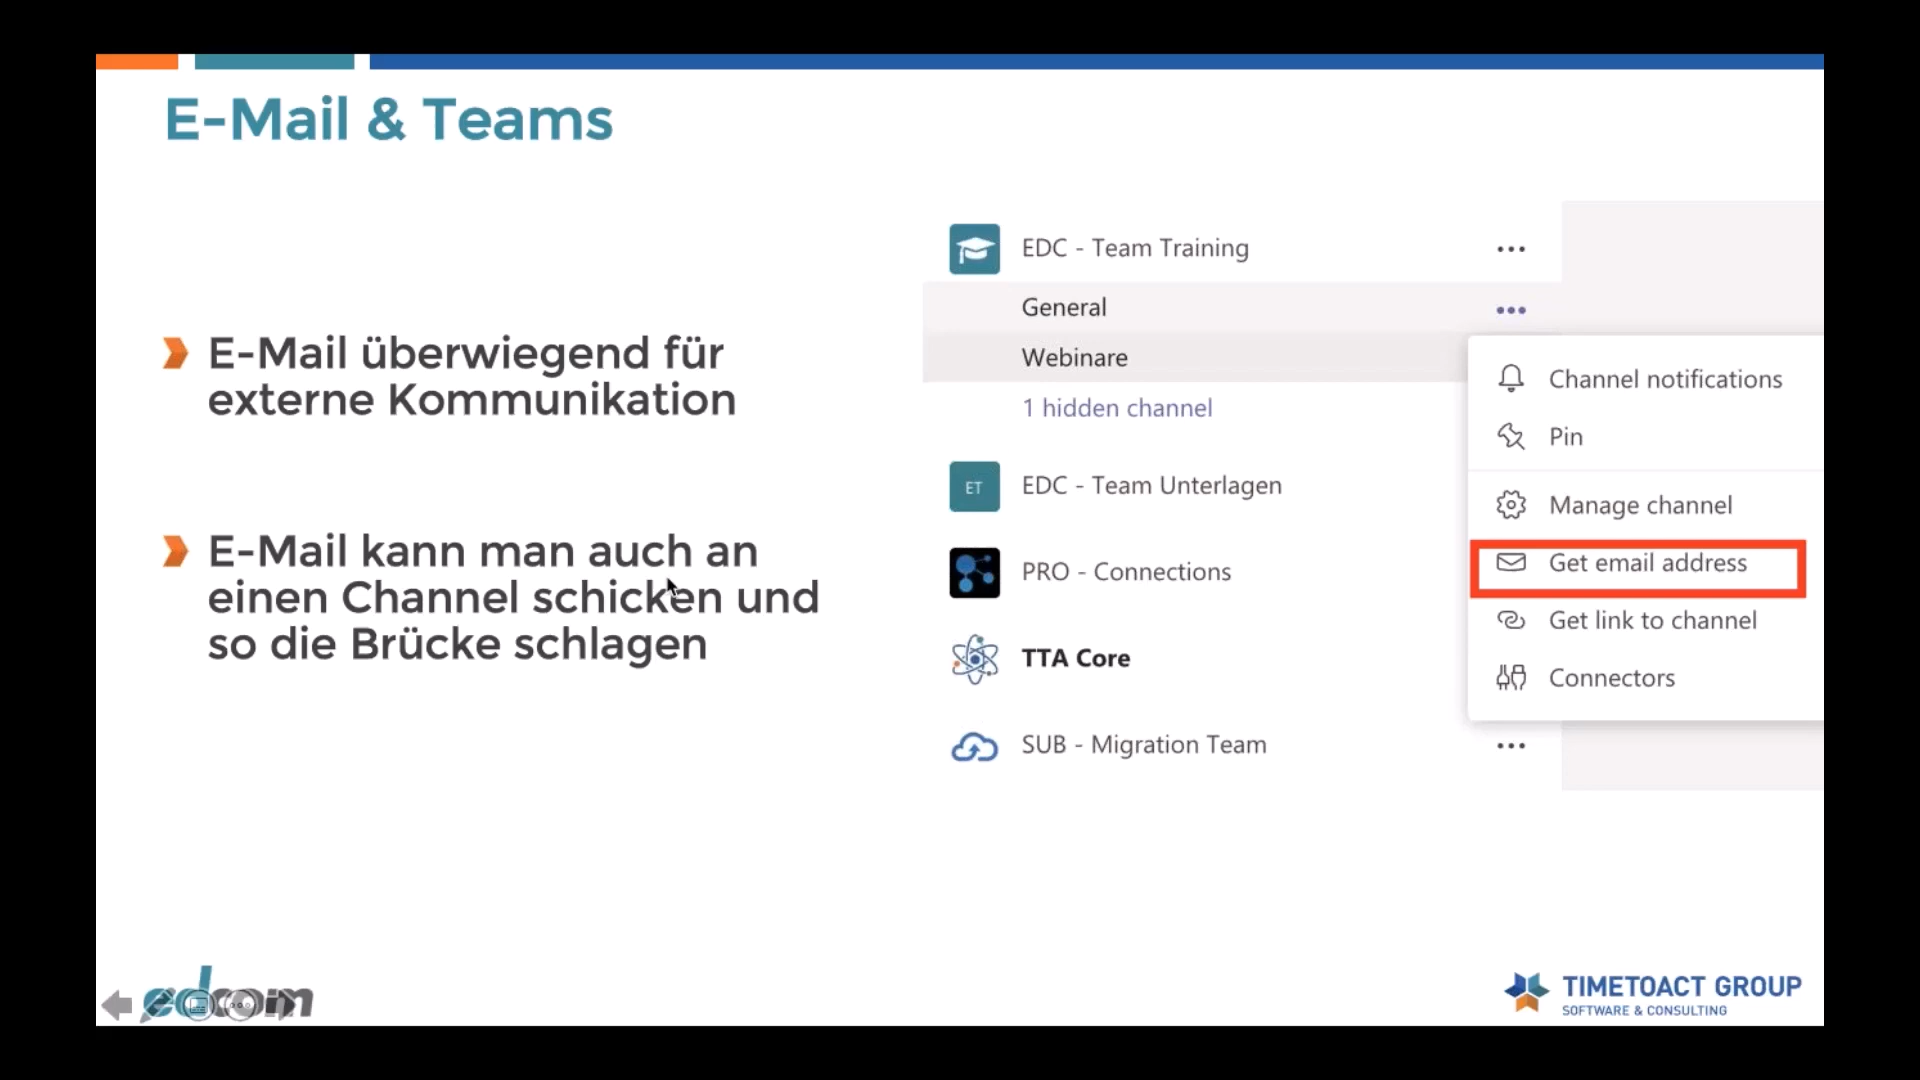 E-Mail & Teams
E-Mail überwiegend für
externe Kommunikation
E-Mail kann man auch an
einen Channel schicken und
so die Brücke schlagen
EDC - Team Training
General
Webinare
1 hidden channel
ET
EDC - Team Unterlagen
PRO - Connections
TTA Core
SUB - Migration Team
Channel notifications
Pin
Manage channel
Get email address
Get link to channel
Connectors
edcom
TIMETOACT GROUP
SOFTWARE & CONSULTING